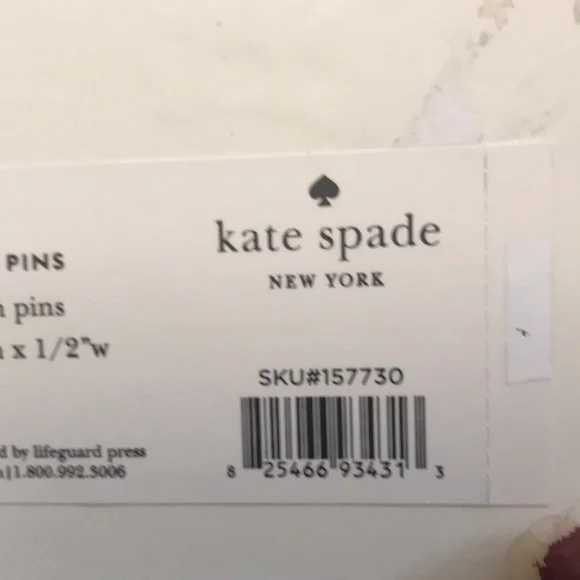 PINS
pins
x 1/2"w
by lifeguard press
1.800.992.3006
kate spade
NEW YORK
SKU#157730
8 25466 93431 3